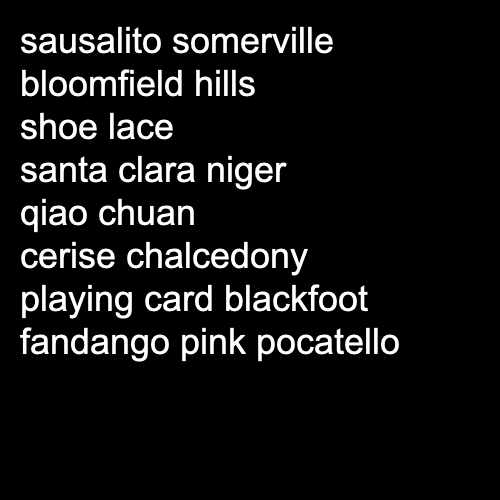 sausalito somerville
bloomfield hills
shoe lace
santa clara niger
qiao chuan
cerise chalcedony
playing card blackfoot
fandango pink pocatello